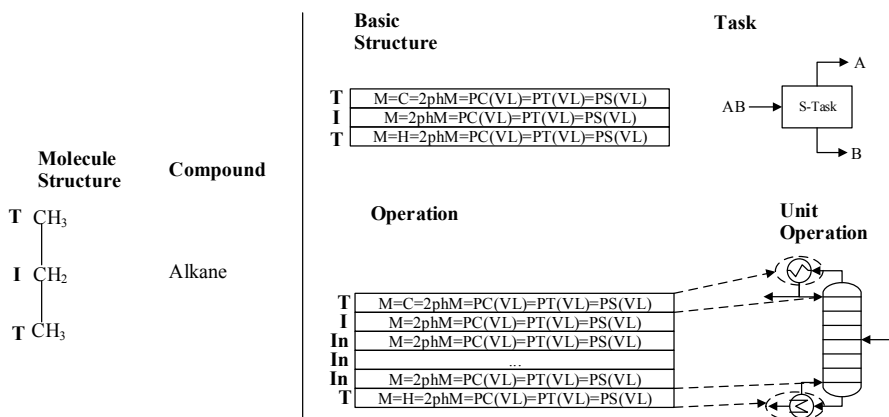 Molecule
Structure
Compound
T CH3
I CH2
Alkane
T CH3
Basic
Structure
T M=C=2phM=PC(VL)=PT(VL)=PS(VL)
I M=2phM=PC(VL)=PT(VL)=PS(VL)
T M=H=2phM=PC(VL)=PT(VL)=PS(VL)
Task
A
AB
S-Task
B
Operation
T M=C=2phM=PC(VL)=PT(VL)=PS(VL)
I M=2phM=PC(VL)=PT(VL)=PS(VL)
In M=2phM=PC(VL)=PT(VL)=PS(VL)
In ...
In M=2phM=PC(VL)=PT(VL)=PS(VL)
T M=H=2phM=PC(VL)=PT(VL)=PS(VL)
Unit
Operation